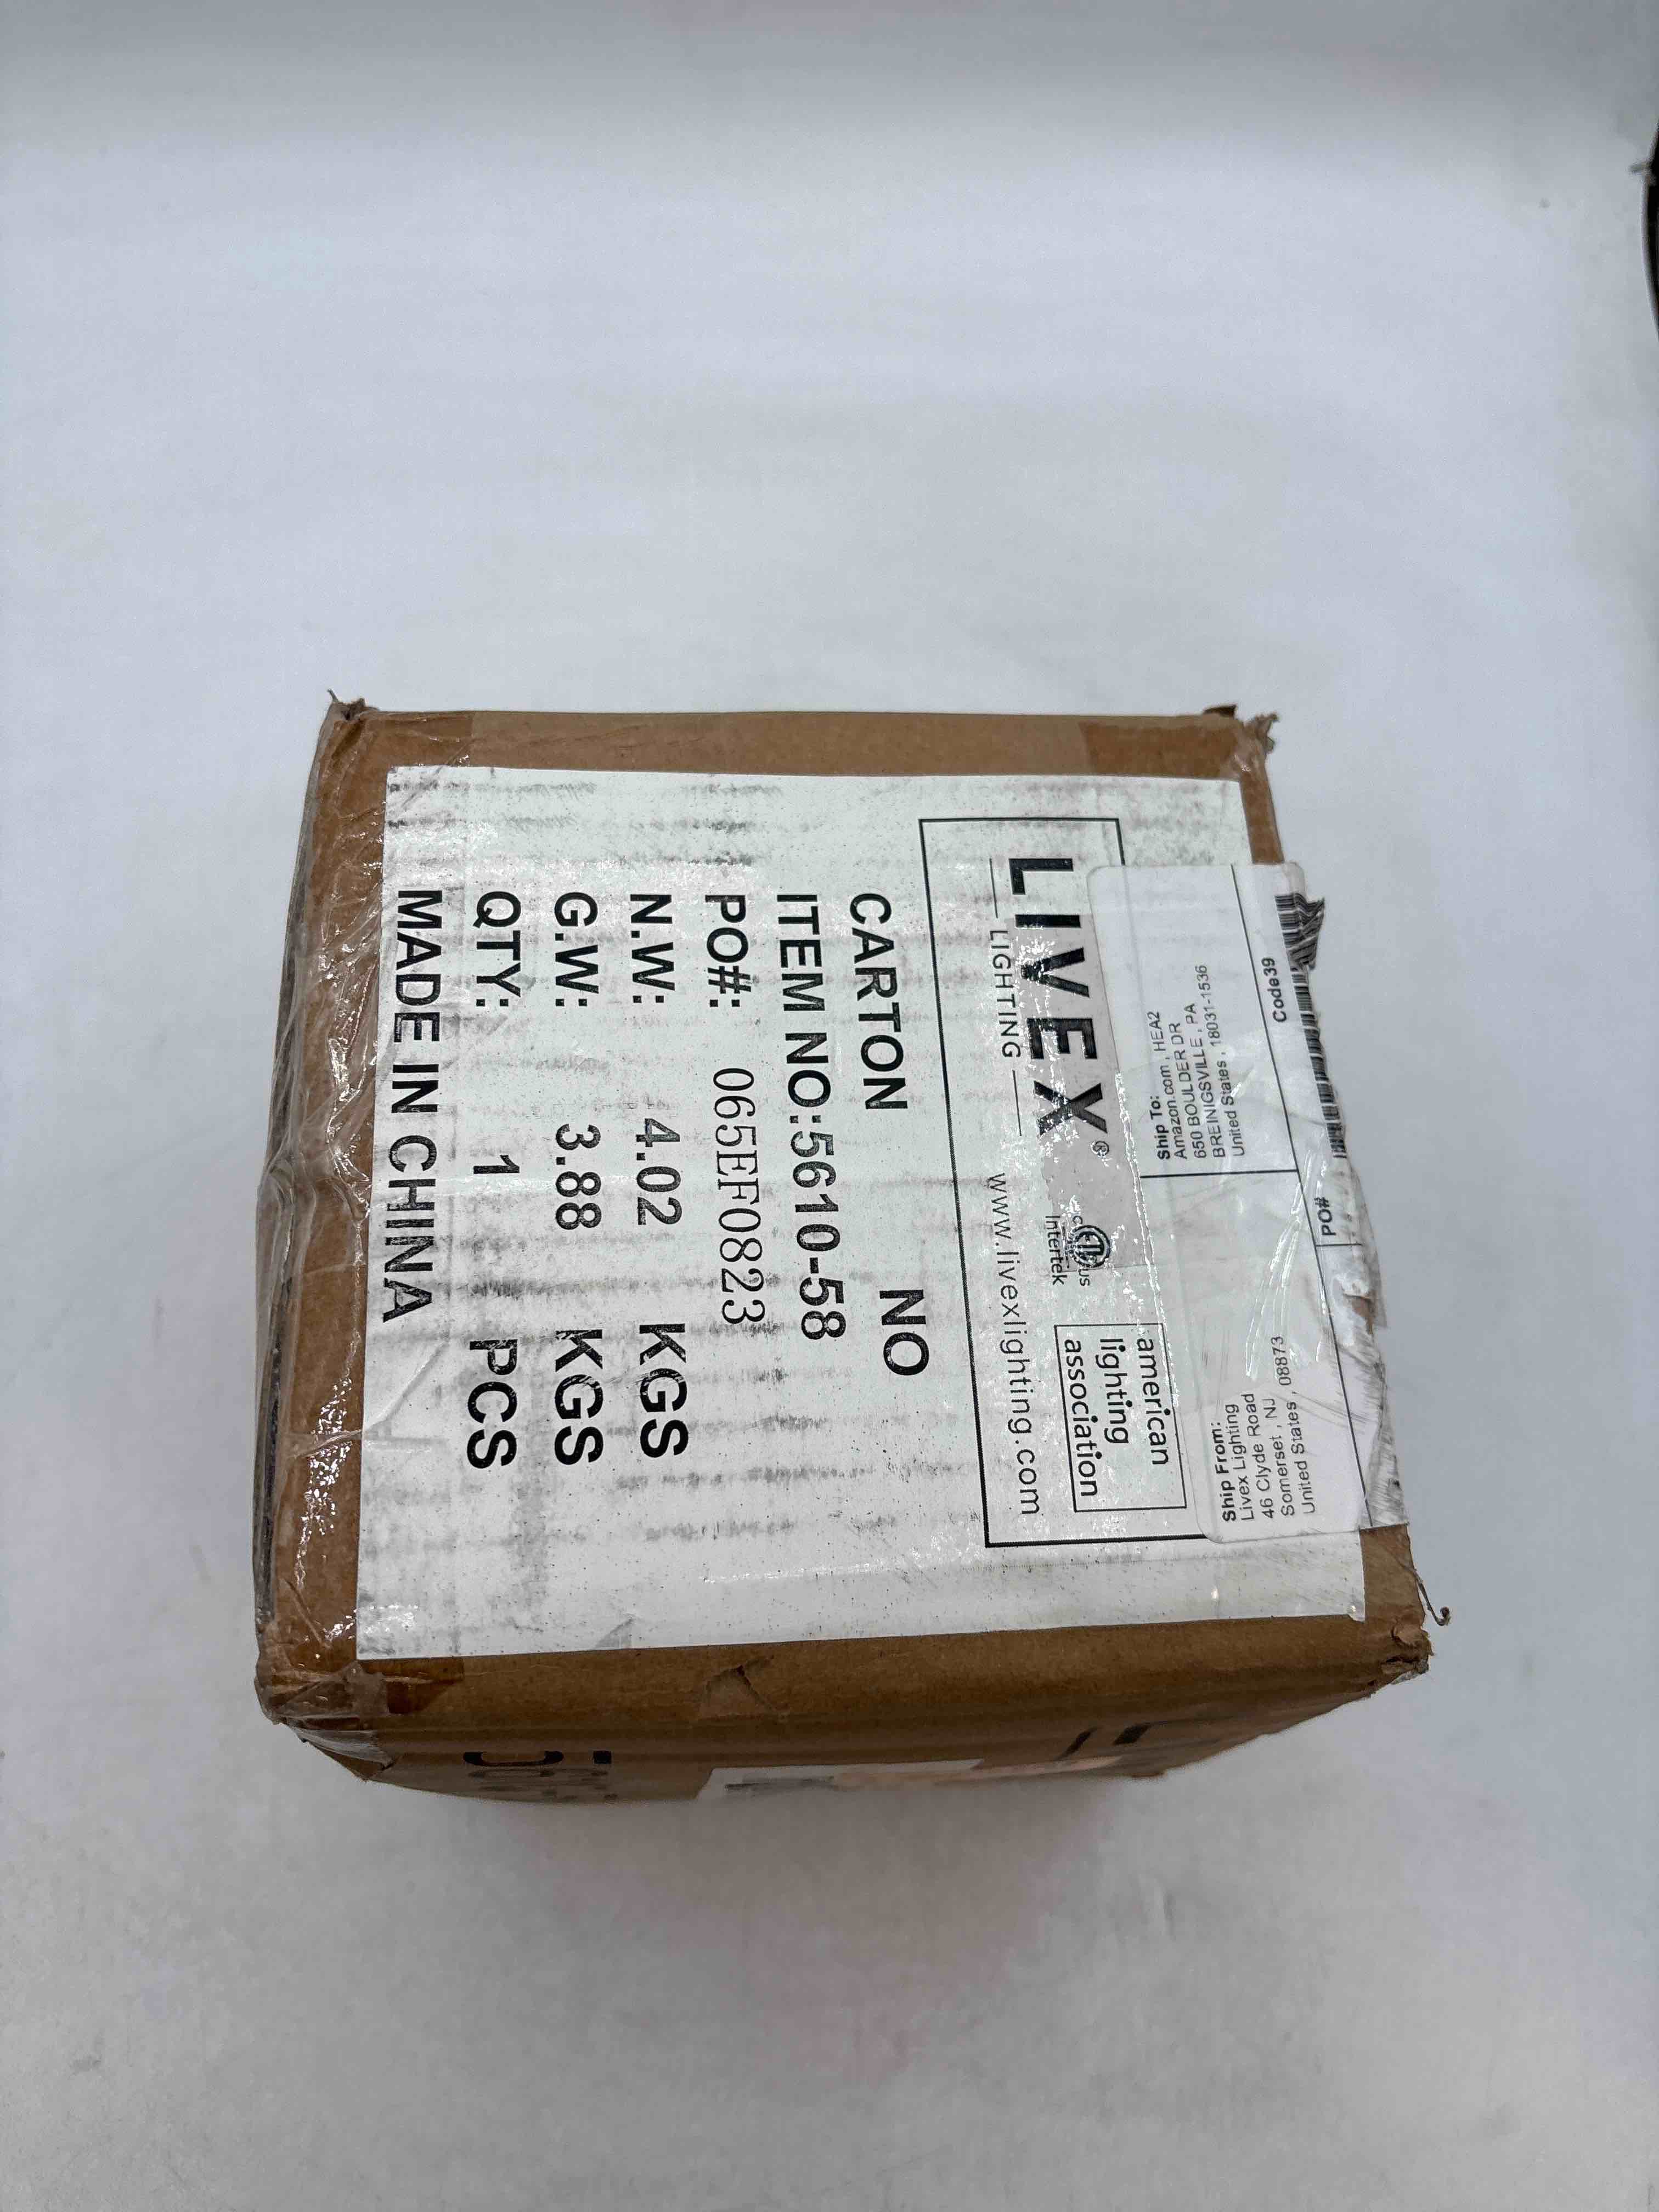 LIVEX®
LIGHTING
www.livexlighting.com
c ETL us
Intertek
american
lighting
association
CARTON NO
ITEM NO:5610-58
PO#: 065EF0823
N.W: 4.02 KGS
G.W: 3.88 KGS
QTY: 1 PCS
MADE IN CHINA
Ship From:
Livex Lighting
46 Clyde Road
Somerset , NJ
United States , 08873
Ship To:
Amazon.com , HEA2
650 BOULDER DR
BREINIGSVILLE , PA
United States , 18031-1536
PO#
Code39